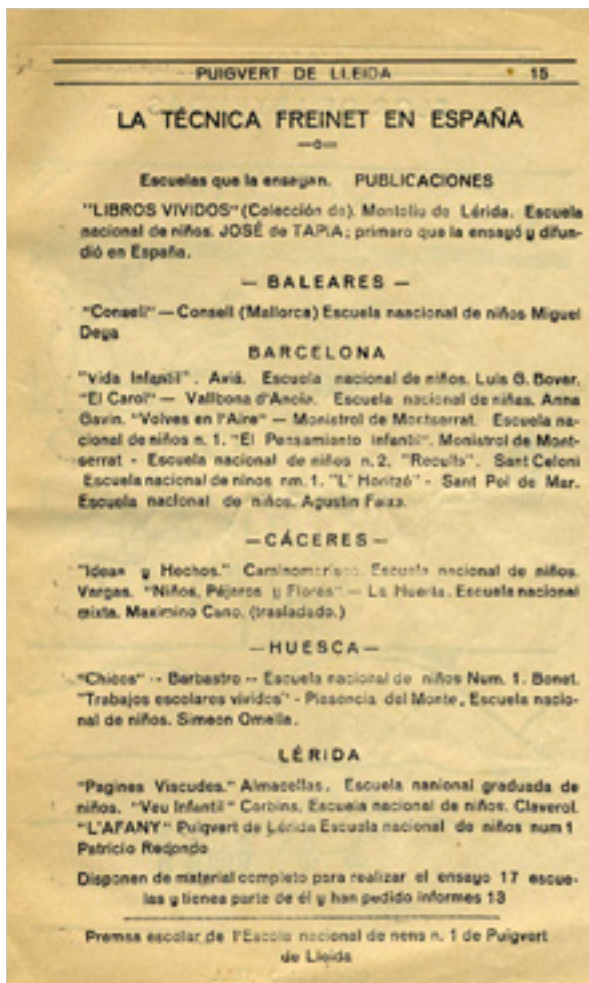 PUIGVERT DE LLEIDA 15
LA TÉCNICA FREINET EN ESPAÑA
Escuelas que la ensayan. PUBLICACIONES
"LIBROS VIVIDOS" (Colección de). Montoliu de Lérida. Escuela
nacional de niños. JOSÉ de TAPIA; primero que la ensayó y difun-
dió en España.
— BALEARES —
"Consell" — Consell (Mallorca) Escuela naacional de niños Miguel
Deya
BARCELONA
"Vida Infantil". Aviá. Escuela nacional de niños. Luis G. Bover.
"El Carol" — Vallbona d'Anoia. Escuela nacional de niñas. Anna
Gavin. "Volves en l'Aire" — Monistrol de Montserrat. Escuela na-
cional de niños n. 1. "El Pensamiento Infantil". Monistrol de Mont-
serrat - Escuela nacional de niños n. 2. "Recults". Sant Celoni
Escuela nacional de ninos nm. 1. "L' Horitzó" - Sant Pol de Mar.
Escuela nacional de niños. Agustin
— CÁCERES —
"Ideas y Hechos." Caminomorisco. Escuela nacional de niños.
Vargas. "Niños, Pájaros y Flores" — La Huerta. Escuela nacional
mixta. Maximino Cano. (trasladado.)
— HUESCA —
"Chicos" -- Barbastro -- Escuela nacional de niños Num. 1. Bonet.
"Trabajos escolares vividos" - Plasencia del Monte, Escuela nacio-
nal de niños. Simeon Omella.
LÉRIDA
"Pagines Viscudes." Almacellas. Escuela nanional graduada de
niños. "Veu Infantil" Corbins. Escuela nacional de niños. Claverol.
"L'AFANY" Puigvert de Lérida Escuela nacional de niños num 1
Patricio Redondo
Disponen de material completo para realizar el ensayo 17 escue-
las y tienea parte de él y han pedido informes 13
Premsa escolar de l'Escola nacional de nens n. 1 de Puigvert
de Lleida